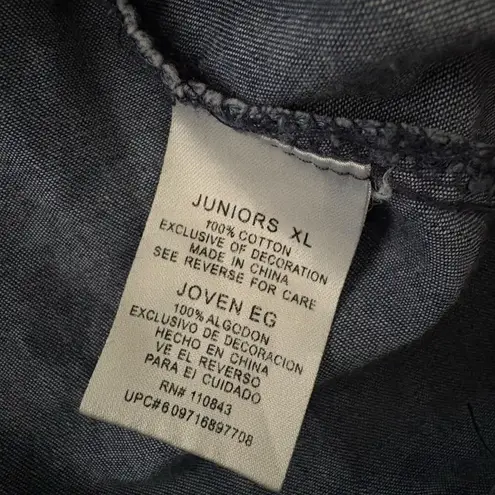 JUNIORS XL
100% COTTON
EXCLUSIVE OF DECORATION
MADE IN CHINA
SEE REVERSE FOR CARE
JOVEN EG
100% ALGODON
EXCLUSIVO DE DECORACION
HECHO EN CHINA
VE EL REVERSO
PARA EI CUIDADO
RN# 110843
UPC#609716897708